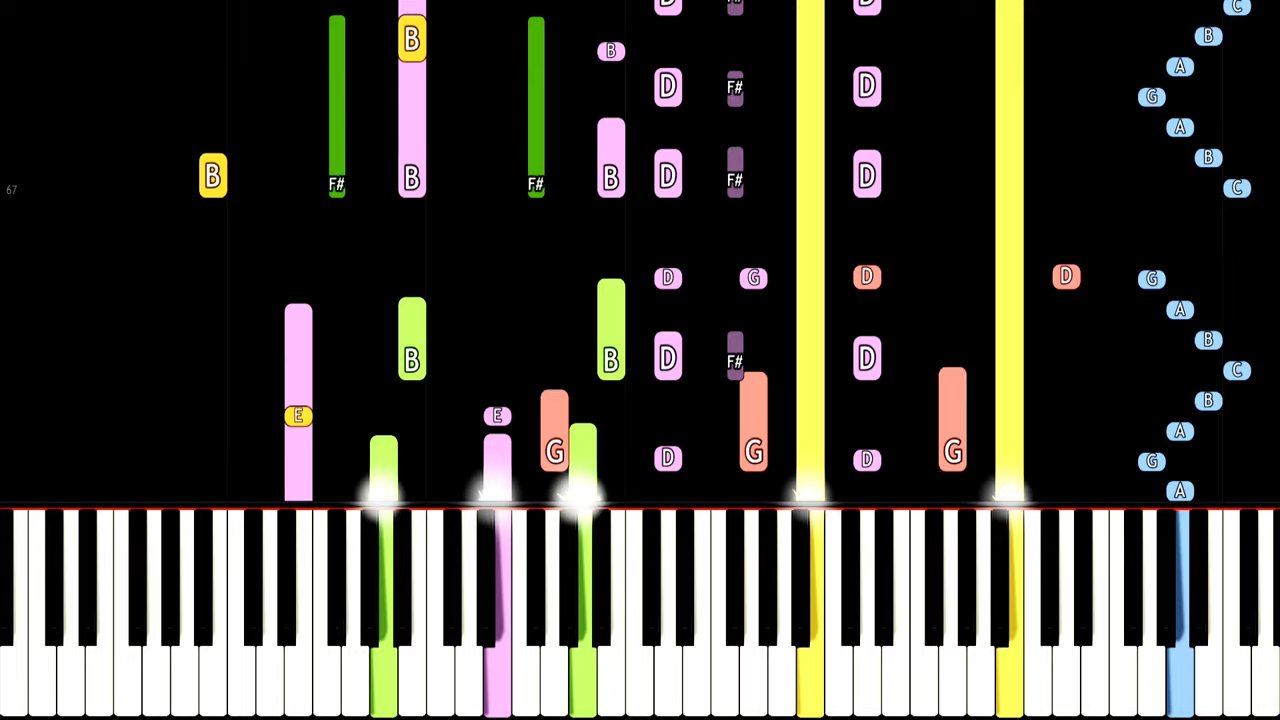 D F# D C
B B B
A
D F# D G
A
B B B D D B
67 F# F# F# C
D G D D G
A
B
B B D F# D C
E E B
A
G G G D D G
A